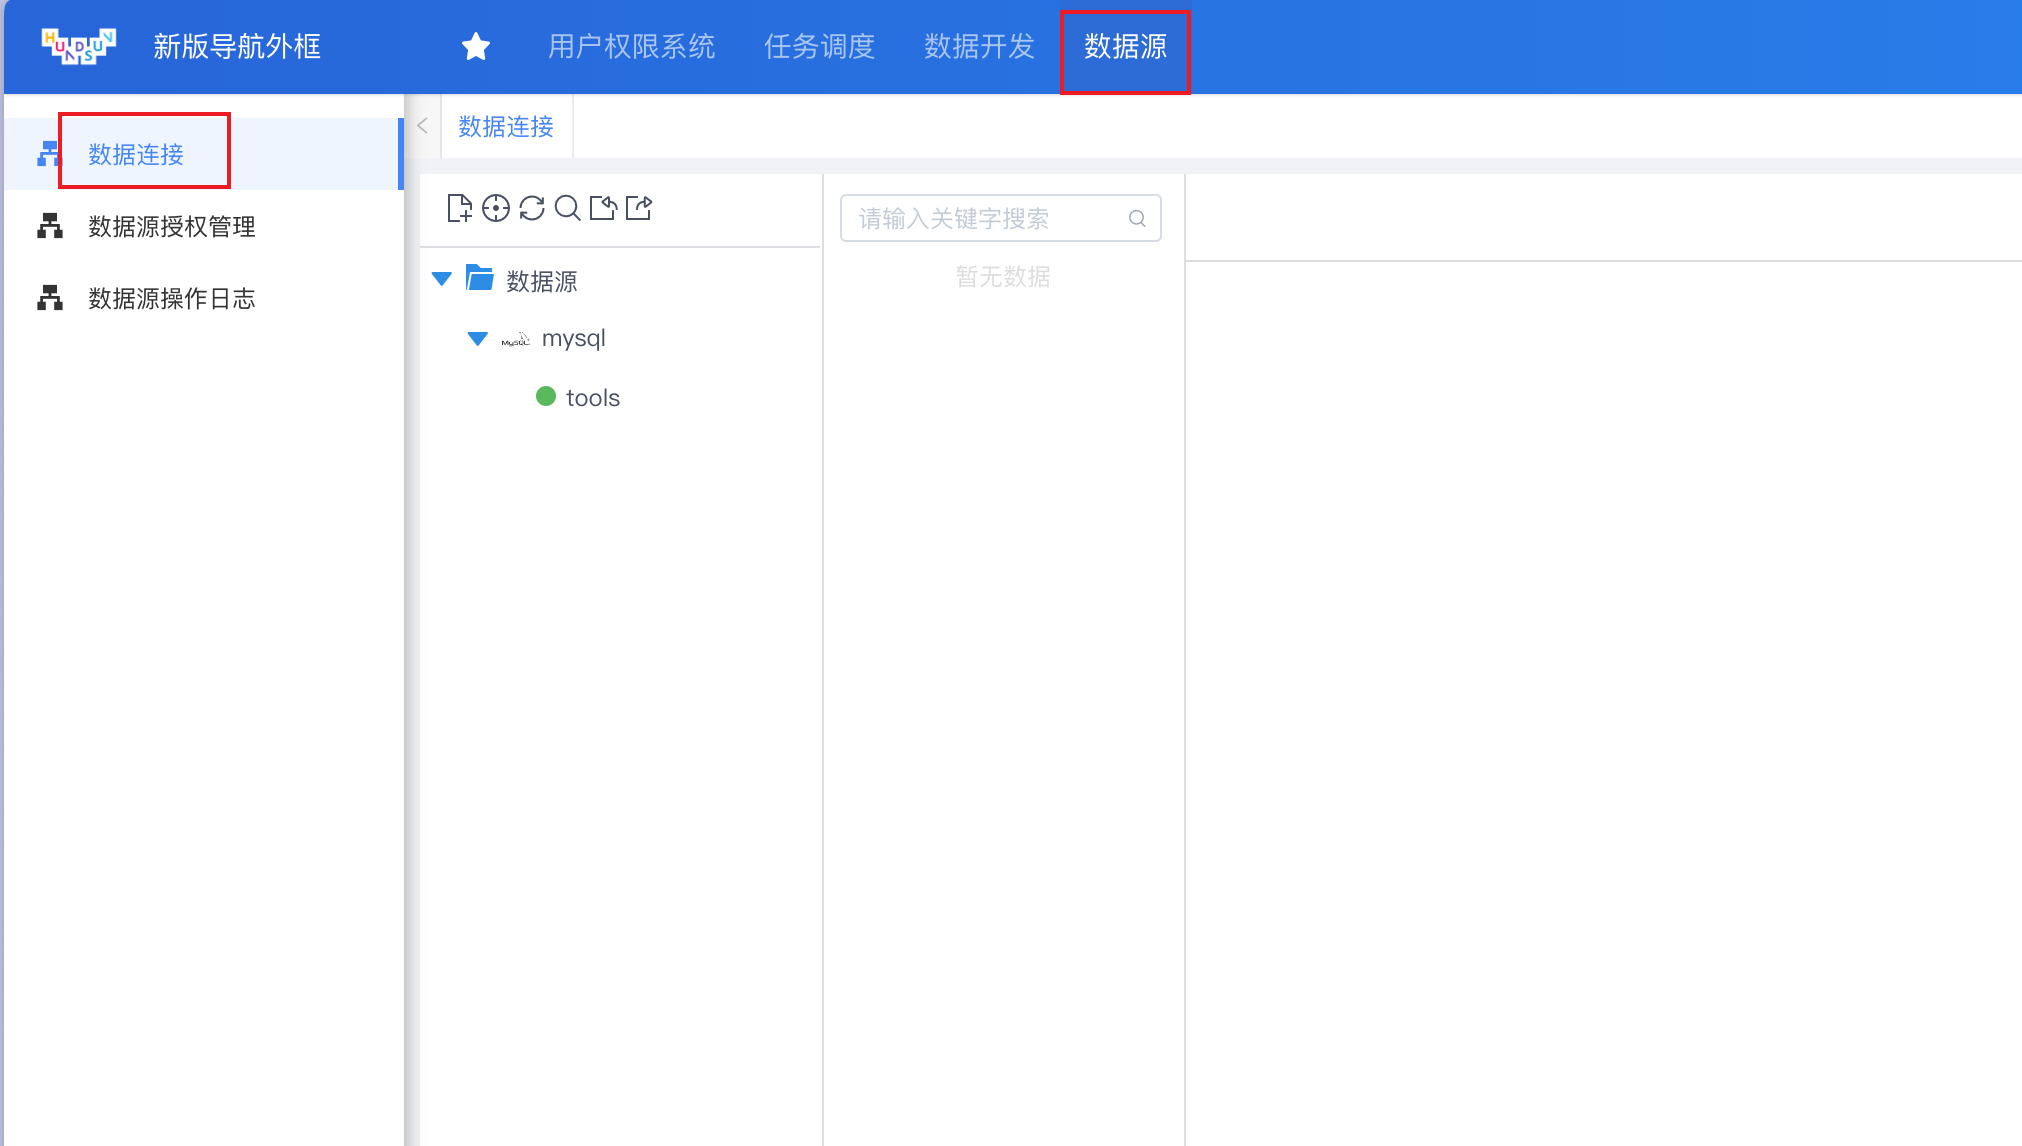 HUNDSUN
新版导航外框
用户权限系统
任务调度
数据开发
数据源
数据连接
数据源授权管理
数据源操作日志
数据连接
请输入关键字搜索
暂无数据
数据源
MySQL
mysql
tools